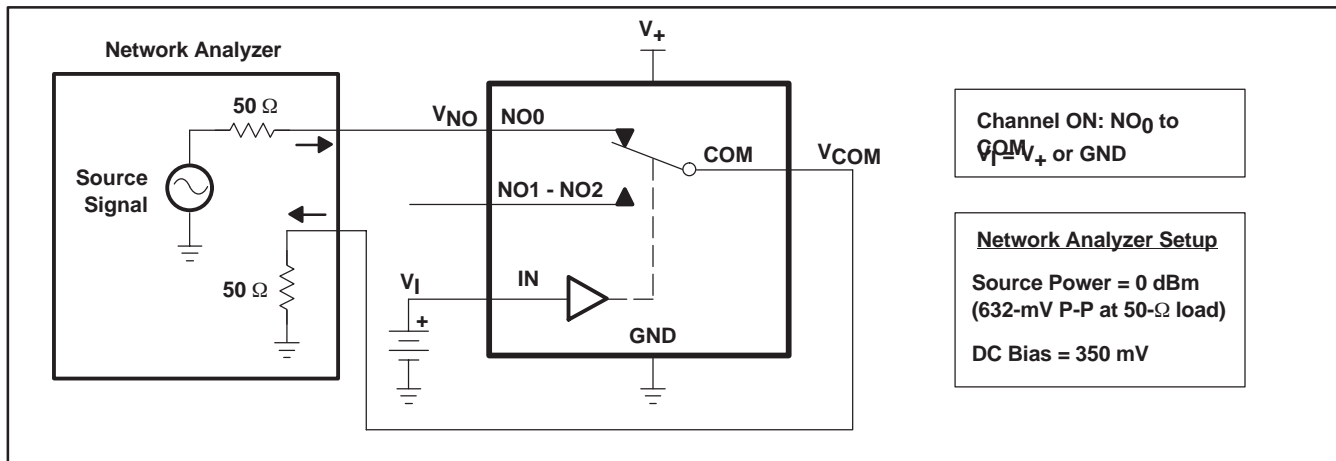 Network Analyzer
50 Ω
Source
Signal
50 Ω
V+
VNO
NO0
COM
VCOM
NO1 - NO2
VI
IN
+
GND
Channel ON: NO0 to
COM
VI = V+ or GND
Network Analyzer Setup
Source Power = 0 dBm
(632-mV P-P at 50-Ω load)
DC Bias = 350 mV